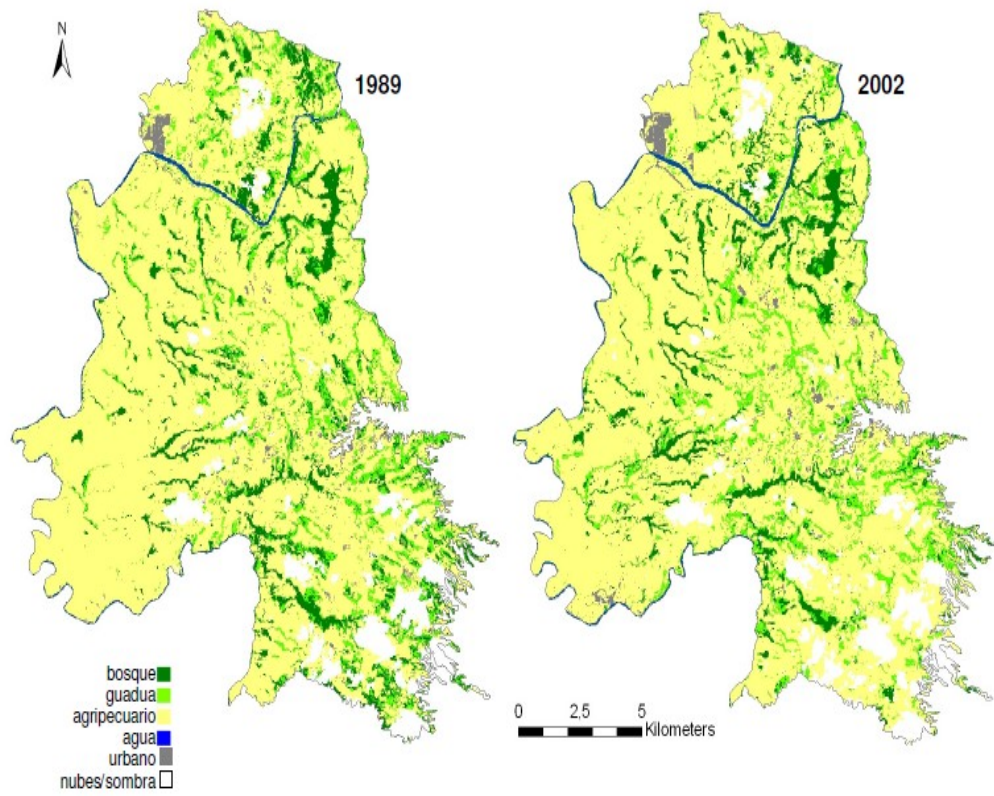 N
1989
2002
bosque
guadua
agripecuario
agua
urbano
nubes/sombra
0 2,5 5
Kilometers